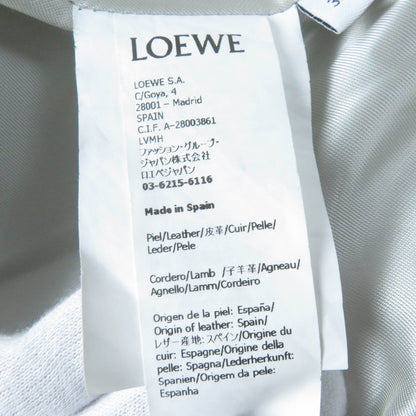 LOEWE
LOEWE S.A.
C/Goya, 4
28001 - Madrid
SPAIN
C.I.F. A-28003861
LVMH
ファッション・グループ・
ジャパン株式会社
ロエベジャパン
03-6215-6116
Made in Spain
Piel/Leather/皮革/Cuir/Pelle/
Leder/Pele
Cordero/Lamb /子羊革/Agneau/
Agnello/Lamm/Cordeiro
Origen de la piel: España/
Origin of leather: Spain/
レザー産地: スペイン/Origine du
cuir: Espagne/Origine della
pelle: Spagna/Lederherkunft:
Spanien/Origem da pele:
Espanha